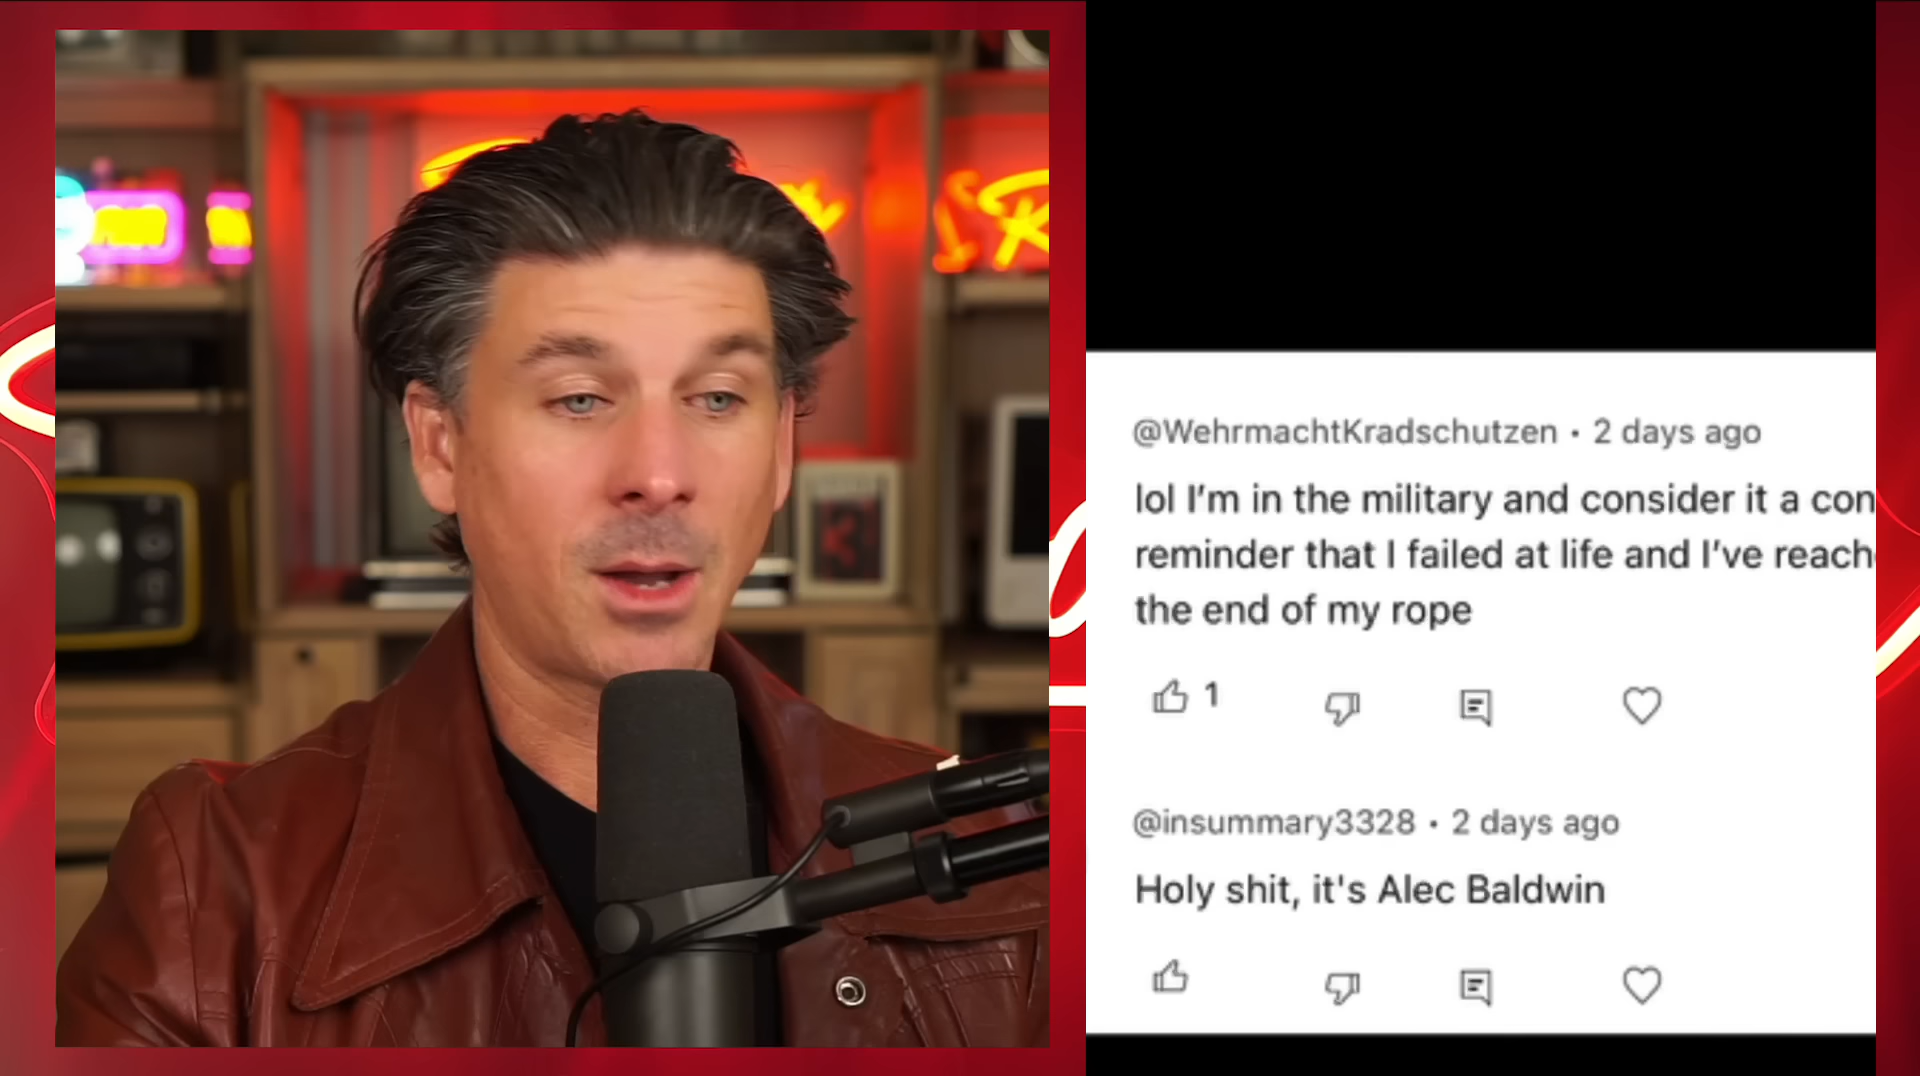 @WehrmachtKradschutzen • 2 days ago
lol I’m in the military and consider it a con
reminder that I failed at life and I’ve reach
the end of my rope
1
@insummary3328 • 2 days ago
Holy shit, it's Alec Baldwin